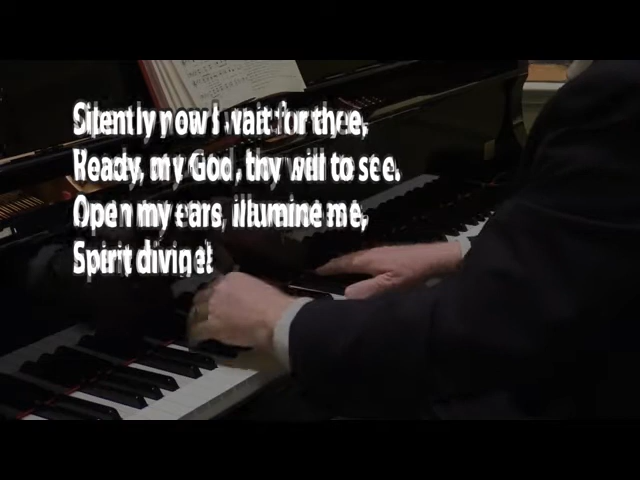 Silently now I wait for thee,
Ready, my God, thy will to see.
Open my ears, illumine me,
Spirit divine!